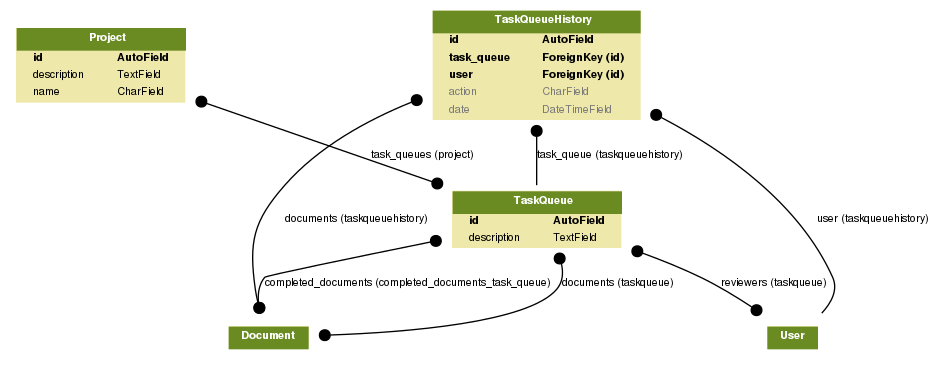 TaskQueueHistory
id AutoField
task_queue ForeignKey (id)
user ForeignKey (id)
action CharField
date DateTimeField
Project
id AutoField
description TextField
name CharField
task_queues (project)
task_queue (taskqueuehistory)
TaskQueue
id AutoField
description TextField
documents (taskqueuehistory)
user (taskqueuehistory)
completed_documents (completed_documents_task_queue)
documents (taskqueue)
reviewers (taskqueue)
Document
User